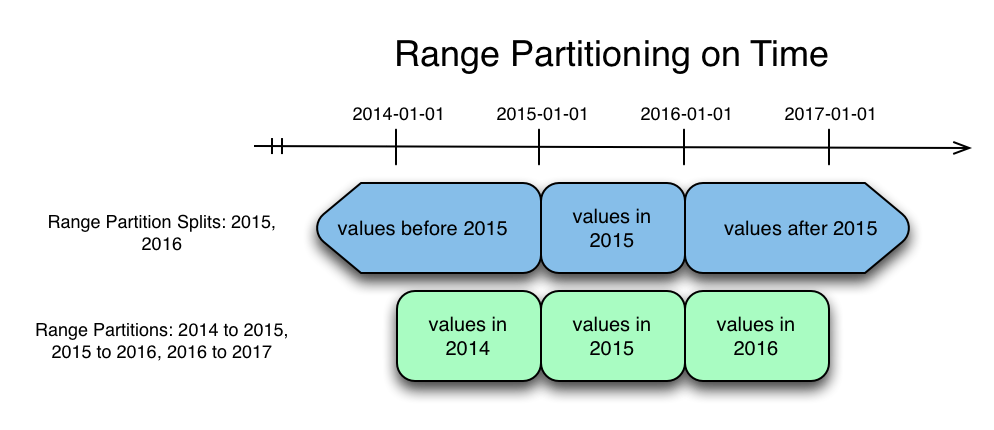 Range Partitioning on Time
2014-01-01 2015-01-01 2016-01-01 2017-01-01
Range Partition Splits: 2015,
2016
values before 2015
values in
2015
values after 2015
Range Partitions: 2014 to 2015,
2015 to 2016, 2016 to 2017
values in
2014
values in
2015
values in
2016